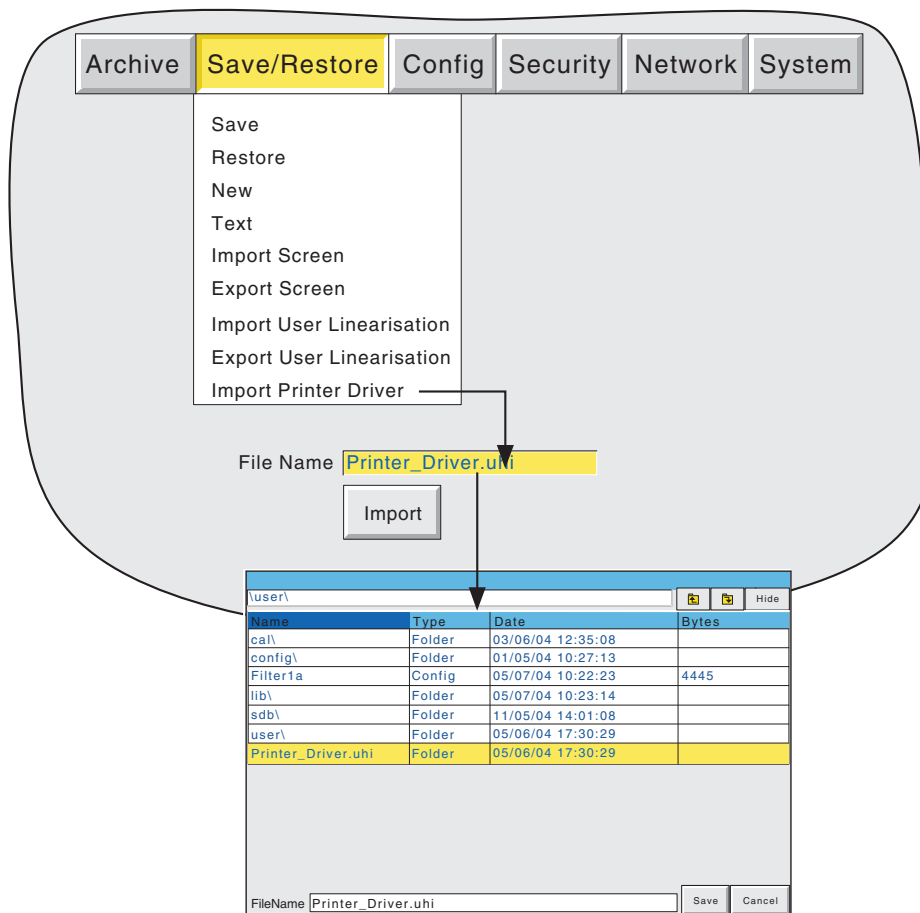 Archive Save/Restore Config Security Network System
Save
Restore
New
Text
Import Screen
Export Screen
Import User Linearisation
Export User Linearisation
Import Printer Driver
File Name Printer_Driver.uhi
Import
\user\ Hide
Name Type Date Bytes
cal\ Folder 03/06/04 12:35:08
config\ Folder 01/05/04 10:27:13
Filter1a Config 05/07/04 10:22:23 4445
lib\ Folder 05/07/04 10:23:14
sdb\ Folder 11/05/04 14:01:08
user\ Folder 05/06/04 17:30:29
Printer_Driver.uhi Folder 05/06/04 17:30:29
FileName Printer_Driver.uhi Save Cancel